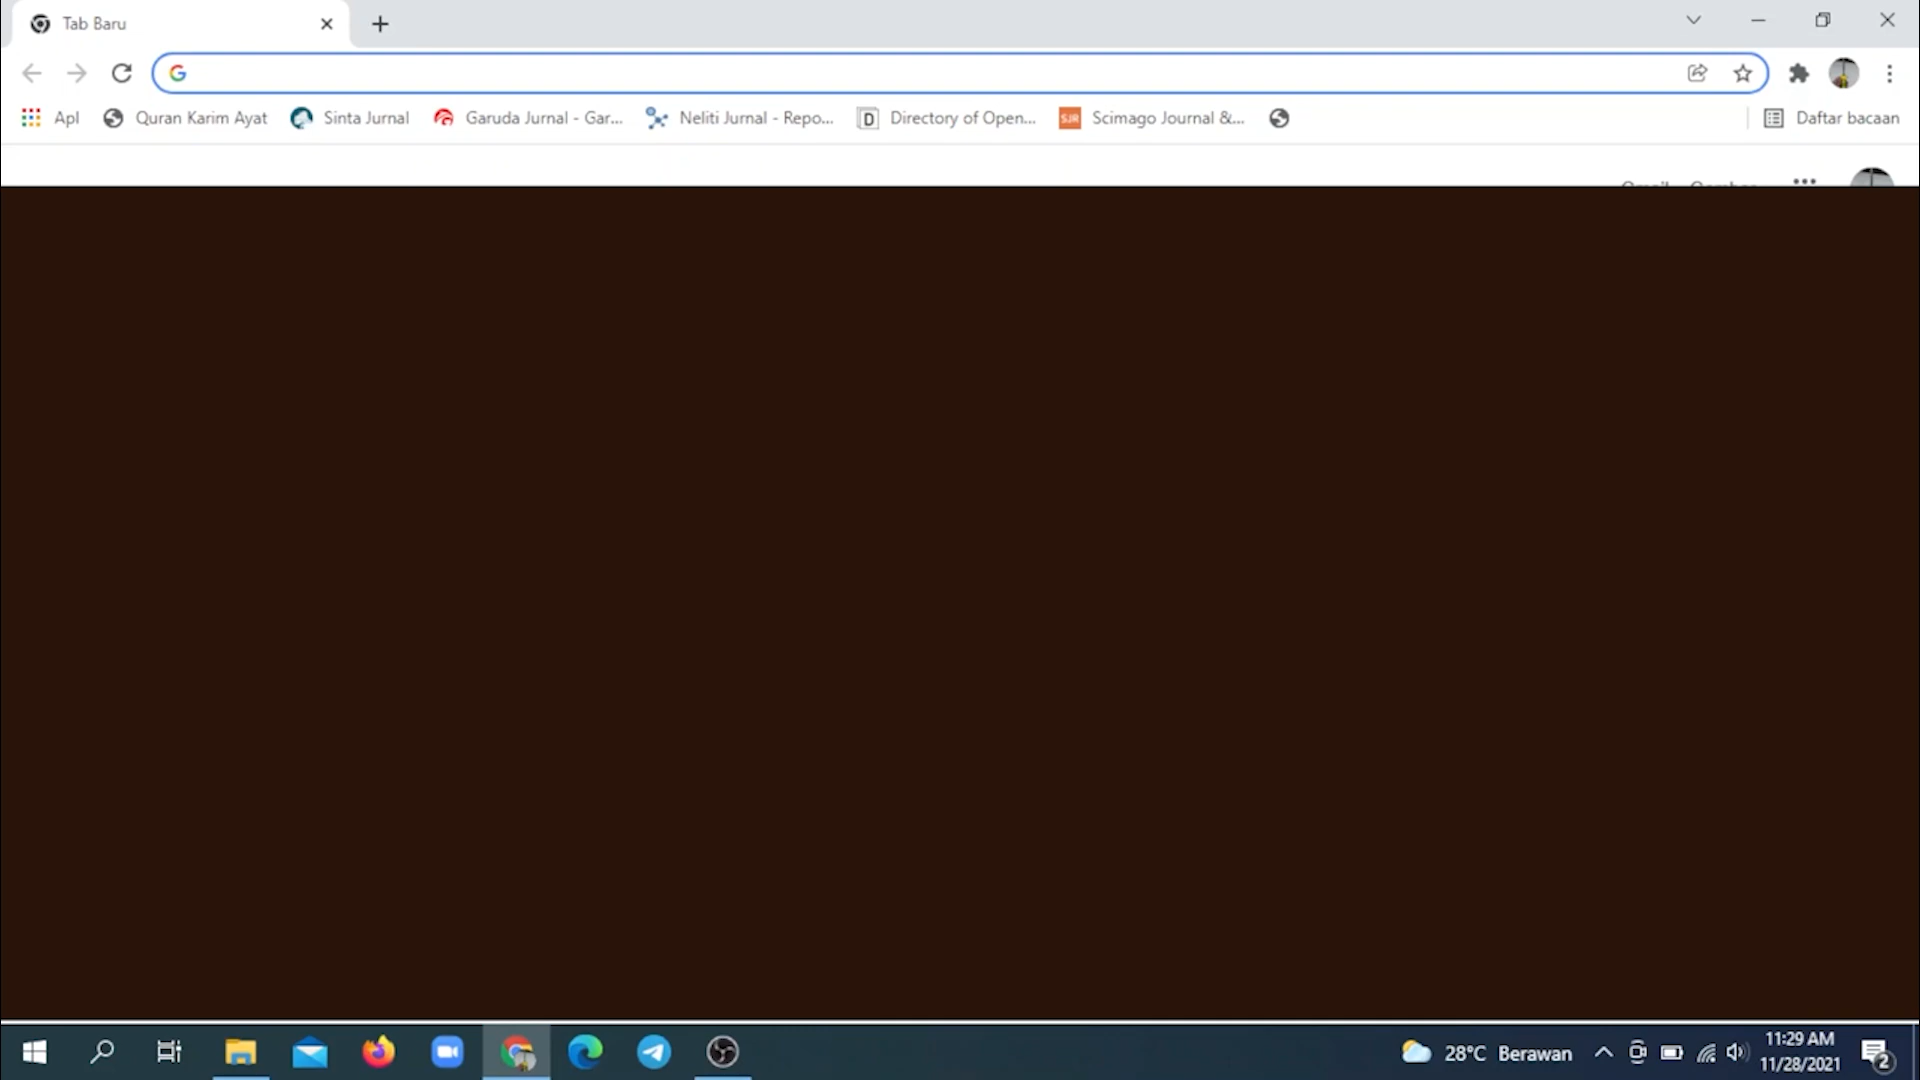 Tab Baru
Apl Quran Karim Ayat Sinta Jurnal Garuda Jurnal - Gar... Neliti Jurnal - Repo... D Directory of Open... SJR Scimago Journal &... Daftar bacaan
28°C Berawan
11:29 AM
11/28/2021
2